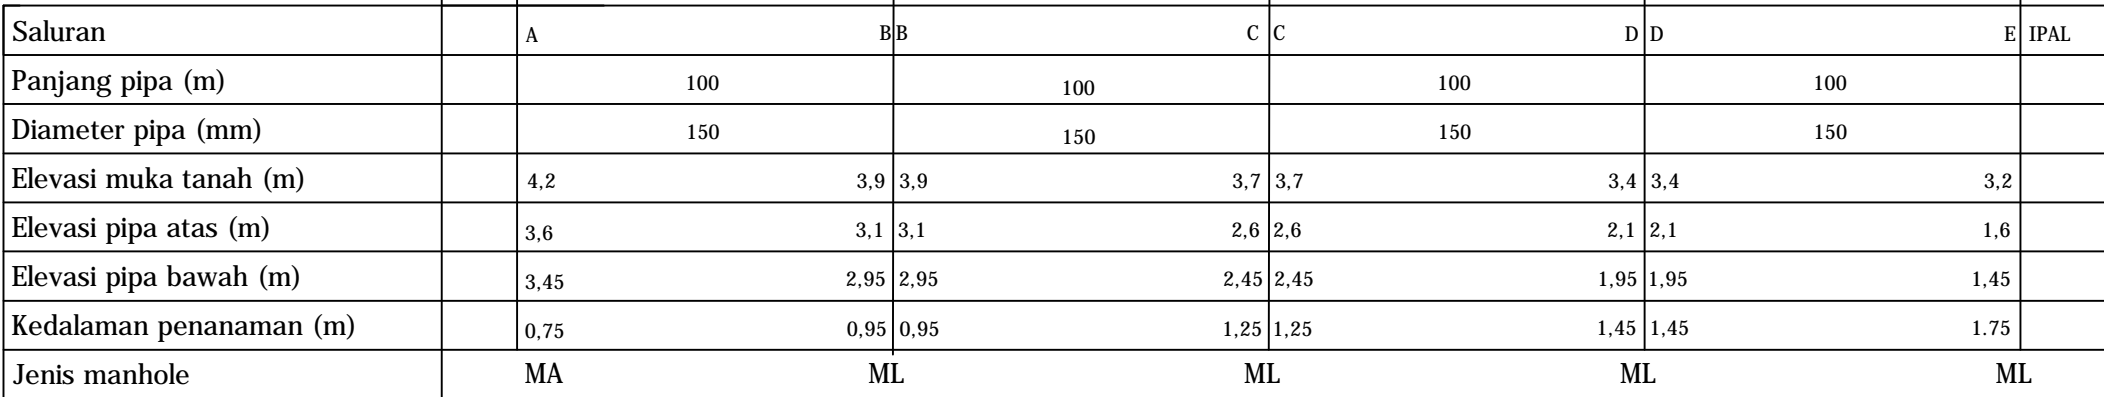 Saluran A B B C C D D E IPAL
Panjang pipa (m) 100 100 100 100
Diameter pipa (mm) 150 150 150 150
Elevasi muka tanah (m) 4,2 3,9 3,9 3,7 3,7 3,4 3,4 3,2
Elevasi pipa atas (m) 3,6 3,1 3,1 2,6 2,6 2,1 2,1 1,6
Elevasi pipa bawah (m) 3,45 2,95 2,95 2,45 2,45 1,95 1,95 1,45
Kedalaman penanaman (m) 0,75 0,95 0,95 1,25 1,25 1,45 1,45 1.75
Jenis manhole MA ML ML ML ML